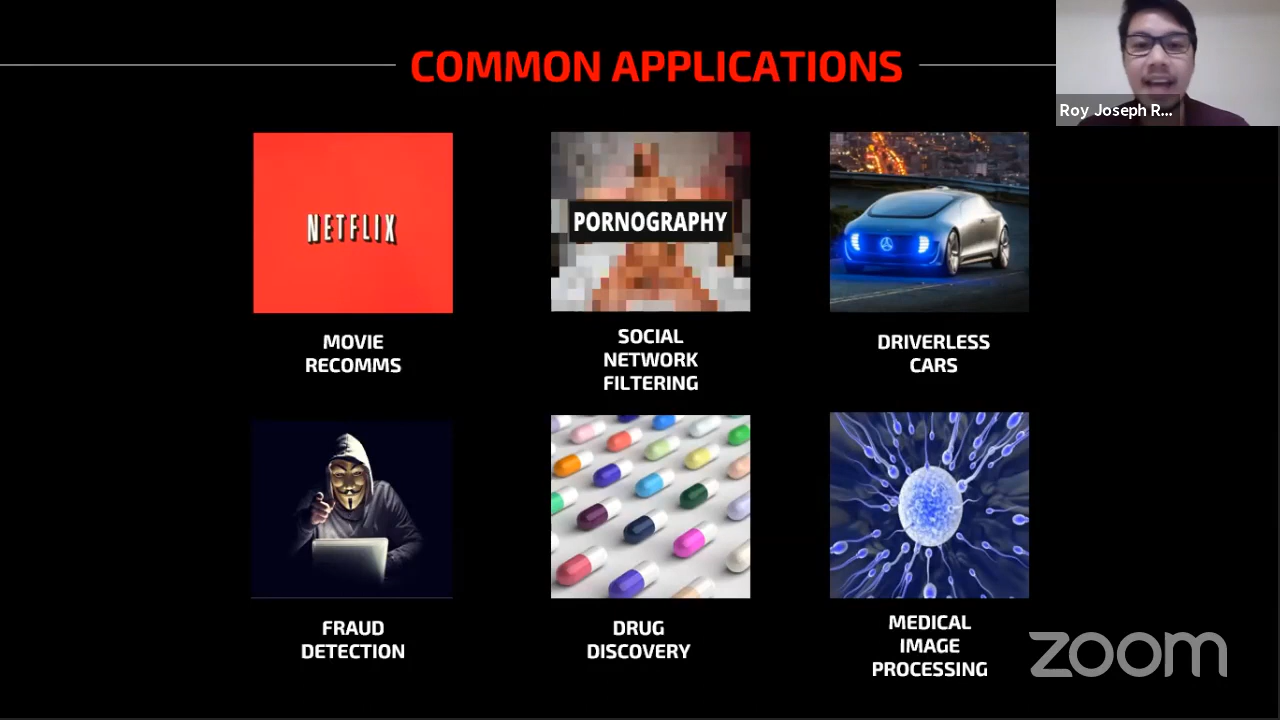 COMMON APPLICATIONS
Roy Joseph R...
NETFLIX
PORNOGRAPHY
MOVIE
RECOMMS
SOCIAL
NETWORK
FILTERING
DRIVERLESS
CARS
FRAUD
DETECTION
DRUG
DISCOVERY
MEDICAL
IMAGE
PROCESSING
zoom